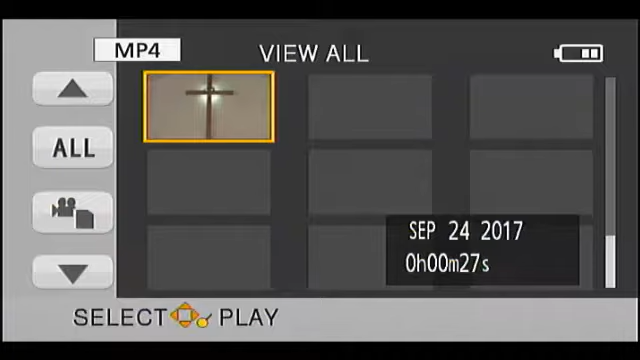 MP4 VIEW ALL
ALL
SEP 24 2017
0h00m27s
SELECT PLAY